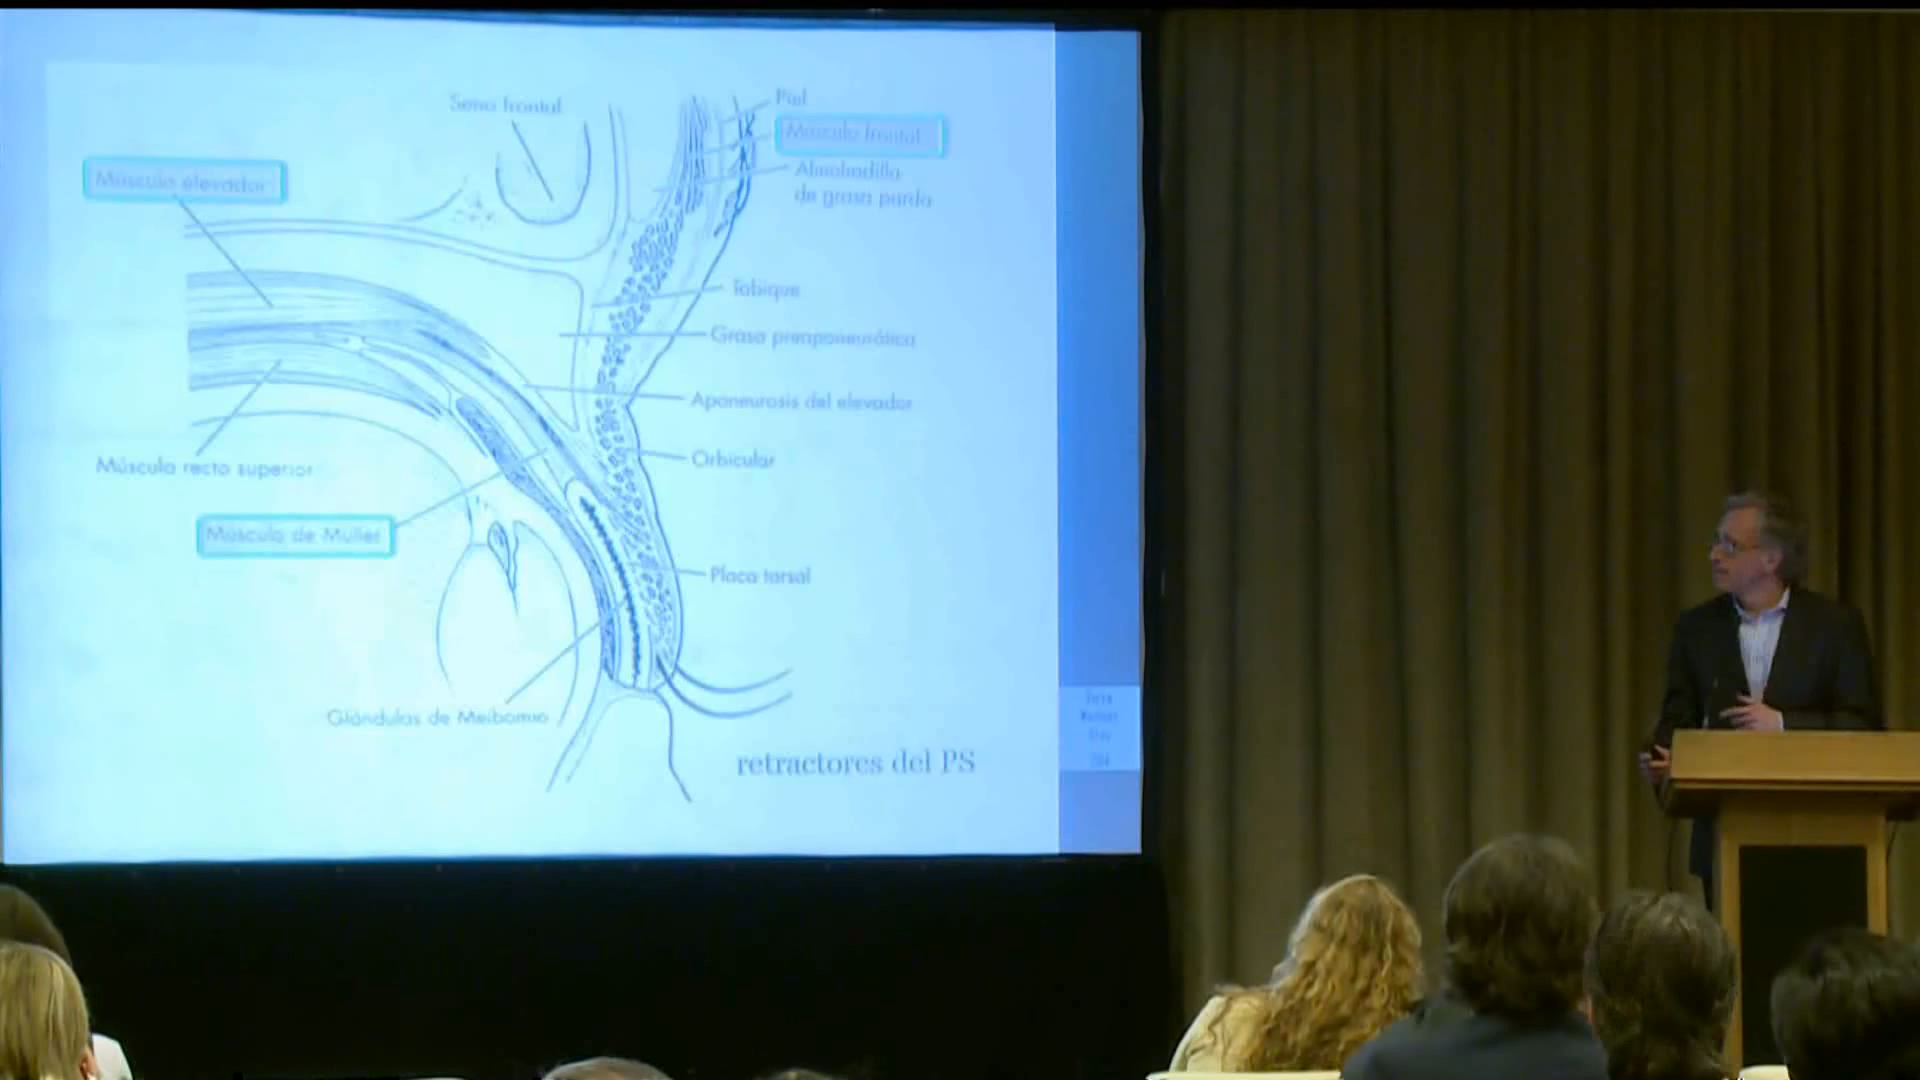 Seno frontal
Piel
Músculo frontal
Almohadilla
de grasa parda
Músculo elevador
Tabique
Grasa preaponeurótica
Aponeurosis del elevador
Orbicular
Músculo recto superior
Músculo de Müller
Placa tarsal
Glándulas de Meibomio
retractores del PS